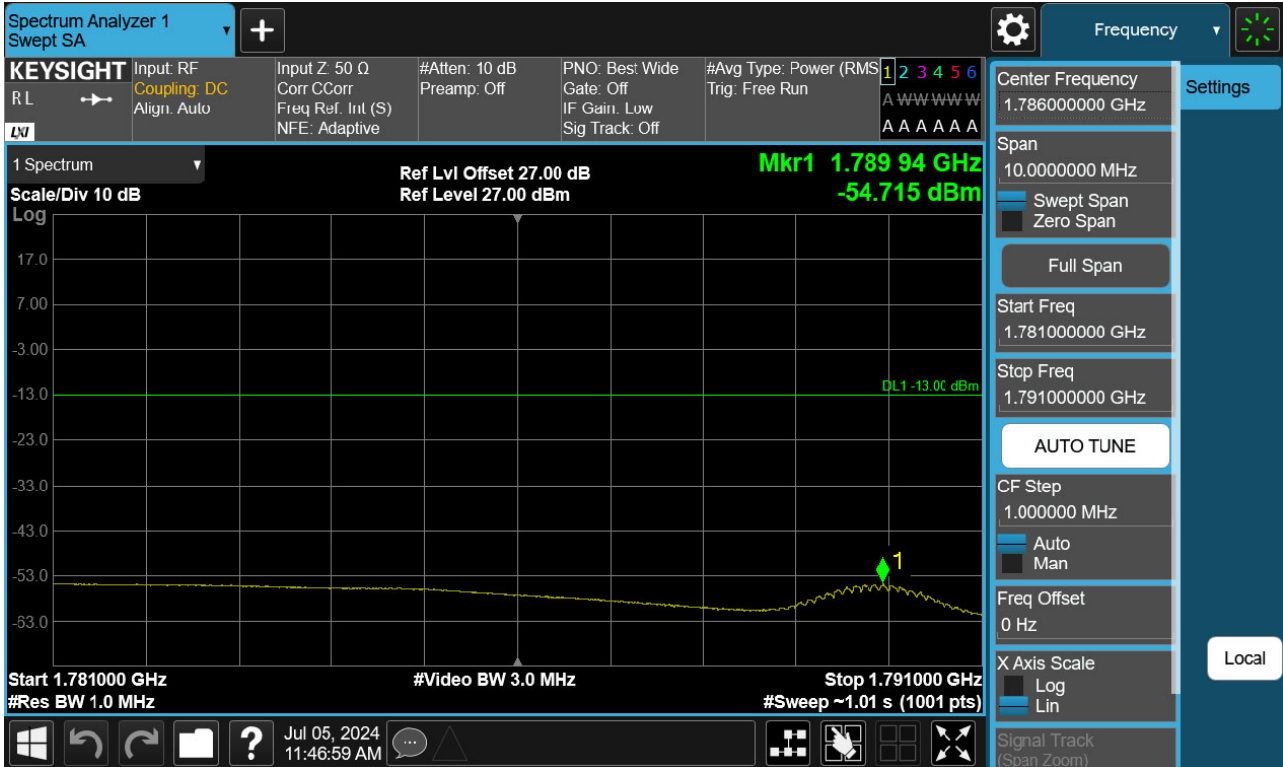 Spectrum Analyzer 1
Swept SA
+
Frequency
KEYSIGHT
RL
LXI
Input: RF
Coupling: DC
Align: Auto
Input Z: 50 Ω
Corr CCorr
Freq Ref: Int (S)
NFE: Adaptive
#Atten: 10 dB
Preamp: Off
PNO: Best Wide
Gate: Off
IF Gain: Low
Sig Track: Off
#Avg Type: Power (RMS
Trig: Free Run
1 2 3 4 5 6
A W W W W W
A A A A A A
1 Spectrum
Scale/Div 10 dB
Log
Ref Lvl Offset 27.00 dB
Ref Level 27.00 dBm
Mkr1 1.789 94 GHz
-54.715 dBm
17.0
7.00
-3.00
-13.0
-23.0
-33.0
-43.0
-53.0
-63.0
DL1 -13.00 dBm
1
Start 1.781000 GHz
#Res BW 1.0 MHz
#Video BW 3.0 MHz
Stop 1.791000 GHz
#Sweep ~1.01 s (1001 pts)
Center Frequency
1.786000000 GHz
Span
10.0000000 MHz
Swept Span
Zero Span
Full Span
Start Freq
1.781000000 GHz
Stop Freq
1.791000000 GHz
AUTO TUNE
CF Step
1.000000 MHz
Auto
Man
Freq Offset
0 Hz
X Axis Scale
Log
Lin
Signal Track
(Span Zoom)
Settings
Local
?
Jul 05, 2024
11:46:59 AM